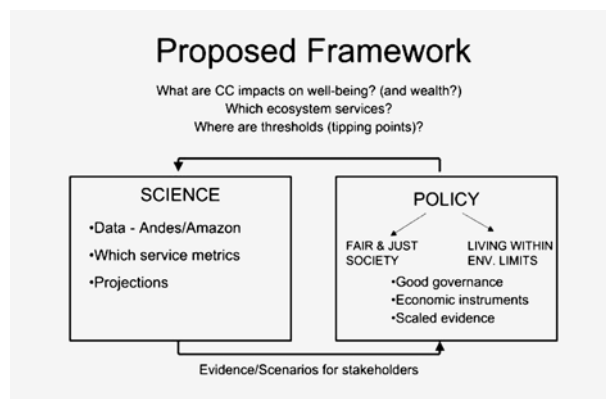 Proposed Framework
What are CC impacts on well-being? (and wealth?)
Which ecosystem services?
Where are thresholds (tipping points)?
SCIENCE
•Data - Andes/Amazon
•Which service metrics
•Projections
POLICY
FAIR & JUST
SOCIETY
LIVING WITHIN
ENV. LIMITS
•Good governance
•Economic instruments
•Scaled evidence
Evidence/Scenarios for stakeholders